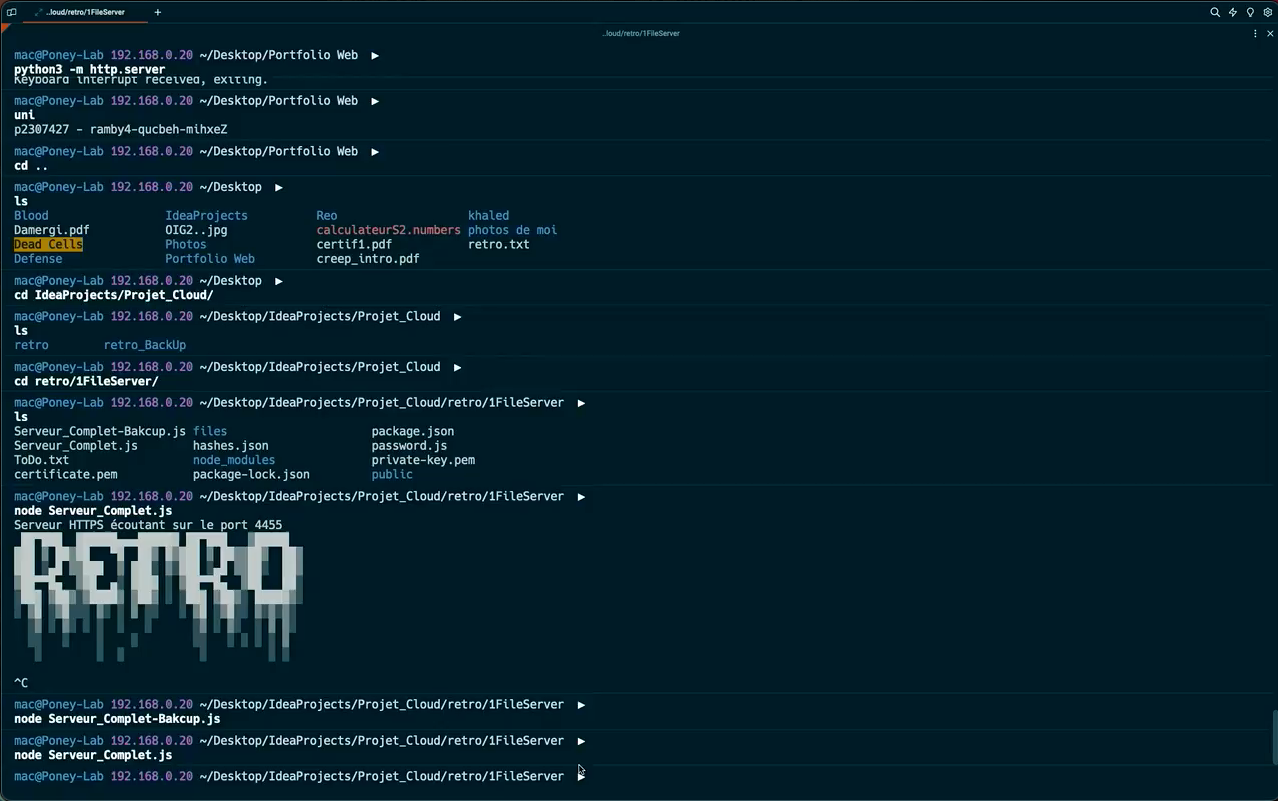 ..loud/retro/1FileServer
..loud/retro/1FileServer
mac@Poney-Lab 192.168.0.20 ~/Desktop/Portfolio Web
python3 -m http.server
Keyboard interrupt received, exiting.
mac@Poney-Lab 192.168.0.20 ~/Desktop/Portfolio Web
uni
p2307427 - ramby4-qucbeh-mihxeZ
mac@Poney-Lab 192.168.0.20 ~/Desktop/Portfolio Web
cd ..
mac@Poney-Lab 192.168.0.20 ~/Desktop
ls
Blood IdeaProjects Reo khaled
Damergi.pdf OIG2..jpg calculateurS2.numbers photos de moi
Dead Cells Photos certif1.pdf retro.txt
Defense Portfolio Web creep_intro.pdf
mac@Poney-Lab 192.168.0.20 ~/Desktop
cd IdeaProjects/Projet_Cloud/
mac@Poney-Lab 192.168.0.20 ~/Desktop/IdeaProjects/Projet_Cloud
ls
retro retro_BackUp
mac@Poney-Lab 192.168.0.20 ~/Desktop/IdeaProjects/Projet_Cloud
cd retro/1FileServer/
mac@Poney-Lab 192.168.0.20 ~/Desktop/IdeaProjects/Projet_Cloud/retro/1FileServer
ls
Serveur_Complet-Bakcup.js files package.json
Serveur_Complet.js hashes.json password.js
ToDo.txt node_modules private-key.pem
certificate.pem package-lock.json public
mac@Poney-Lab 192.168.0.20 ~/Desktop/IdeaProjects/Projet_Cloud/retro/1FileServer
node Serveur_Complet.js
Serveur HTTPS écoutant sur le port 4455
RETRO
^C
mac@Poney-Lab 192.168.0.20 ~/Desktop/IdeaProjects/Projet_Cloud/retro/1FileServer
node Serveur_Complet-Bakcup.js
mac@Poney-Lab 192.168.0.20 ~/Desktop/IdeaProjects/Projet_Cloud/retro/1FileServer
node Serveur_Complet.js
mac@Poney-Lab 192.168.0.20 ~/Desktop/IdeaProjects/Projet_Cloud/retro/1FileServer